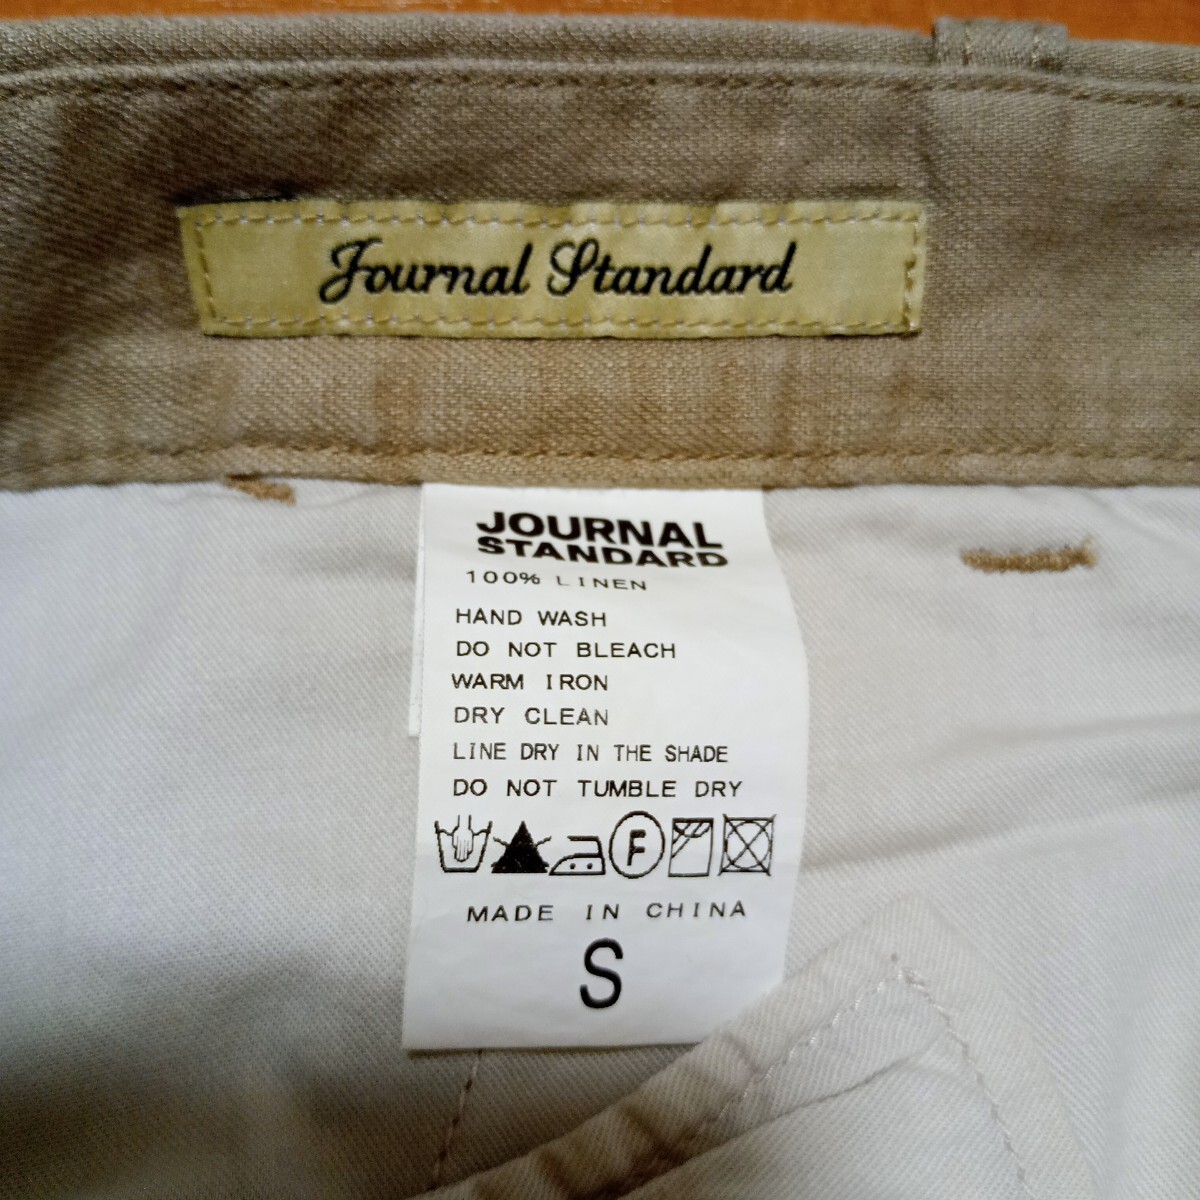 Journal Standard
JOURNAL
STANDARD
100% LINEN
HAND WASH
DO NOT BLEACH
WARM IRON
DRY CLEAN
LINE DRY IN THE SHADE
DO NOT TUMBLE DRY
F
MADE IN CHINA
S